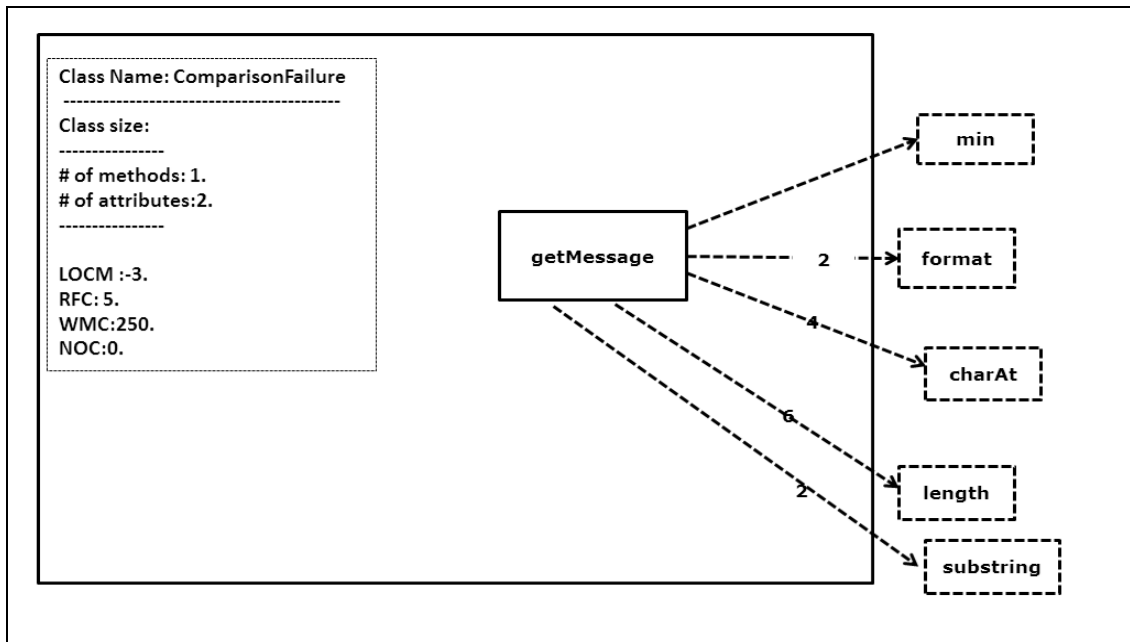 Class Name: ComparisonFailure
------------------------------------------
Class size:
----------------
# of methods: 1.
# of attributes:2.
----------------
LOCM :-3.
RFC: 5.
WMC:250.
NOC:0.
getMessage
min
2
format
4
charAt
6
length
2
substring